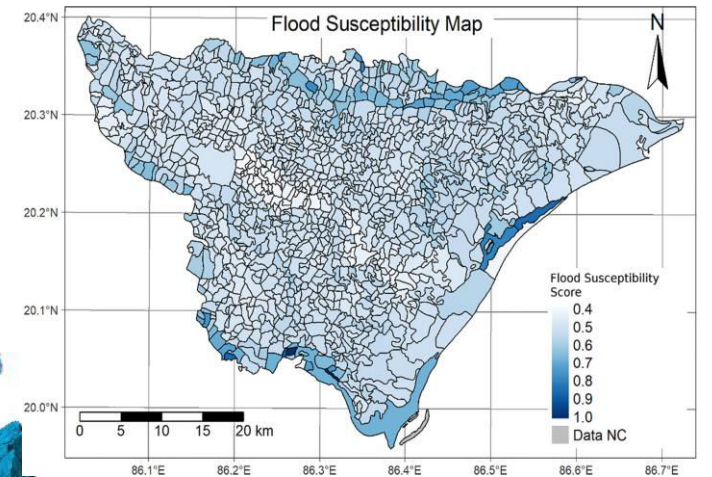 Flood Susceptibility Map
N
20.4°N
20.3°N
20.2°N
20.1°N
20.0°N
Flood Susceptibility
Score
0.4
0.5
0.6
0.7
0.8
0.9
1.0
Data NC
0 5 10 15 20 km
86.1°E 86.2°E 86.3°E 86.4°E 86.5°E 86.6°E 86.7°E